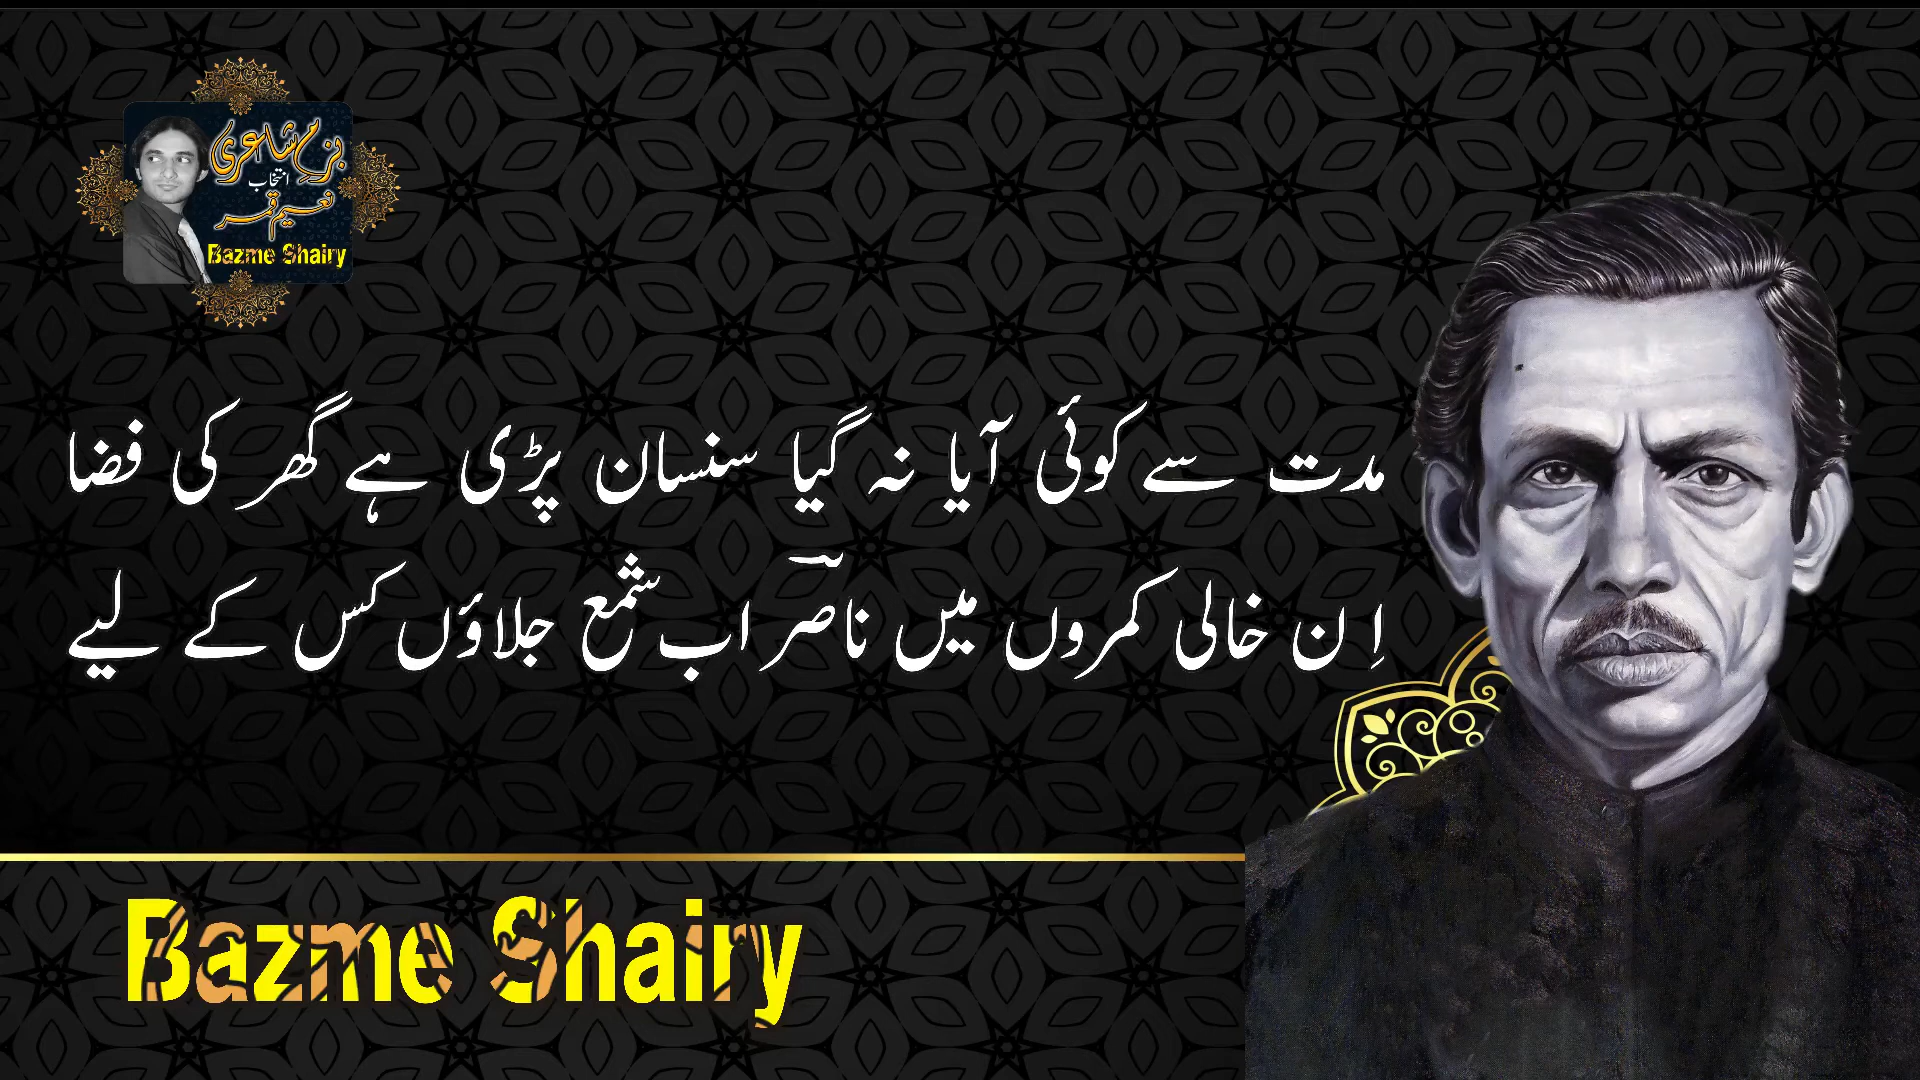 بزمِ شاعری
انتخاب
نعیم قمر
Bazme Shairy
مدت سے کوئی آیا نہ گیا سنسان پڑی ہے گھر کی فضا
اِن خالی کمروں میں ناصرؔ اب شمع جلاؤں کس کے لیے
Bazme Shairy